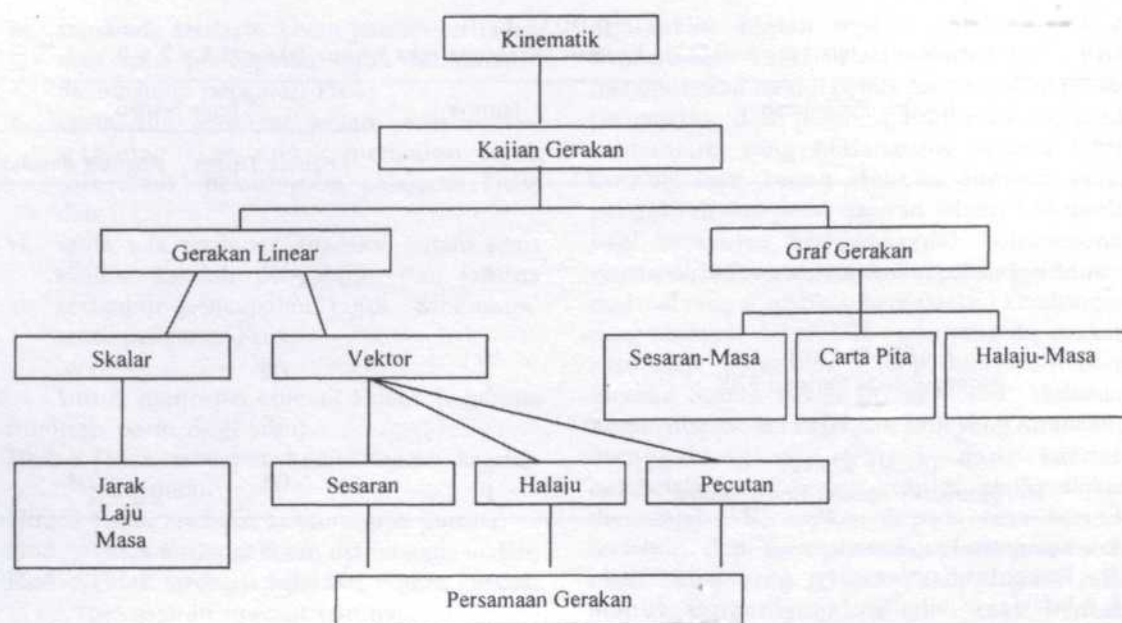 Kinematik
Kajian Gerakan
Gerakan Linear
Graf Gerakan
Skalar
Vektor
Sesaran-Masa
Carta Pita
Halaju-Masa
Jarak
Laju
Masa
Sesaran
Halaju
Pecutan
Persamaan Gerakan